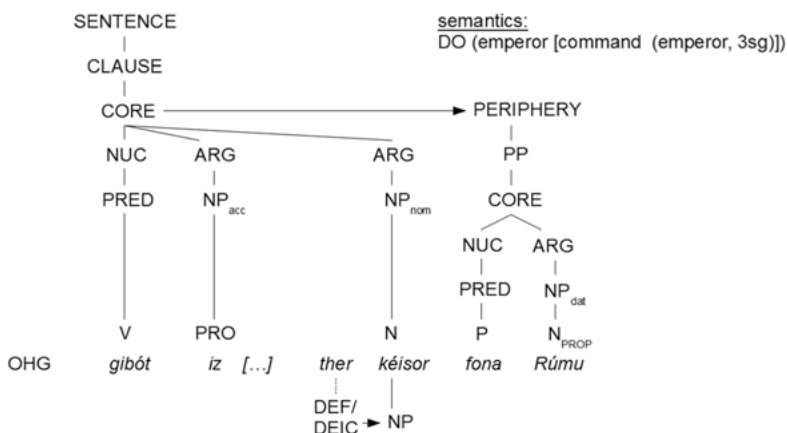 SENTENCE
semantics:
DO (emperor [command (emperor, 3sg)])
CLAUSE
CORE PERIPHERY
NUC ARG ARG PP
PRED NPacc NPnom CORE
NUC ARG
PRED NPdat
V PRO N P NPROP
OHG gibót iz [...] ther kéisor fona Rúmu
DEF/
DEIC NP